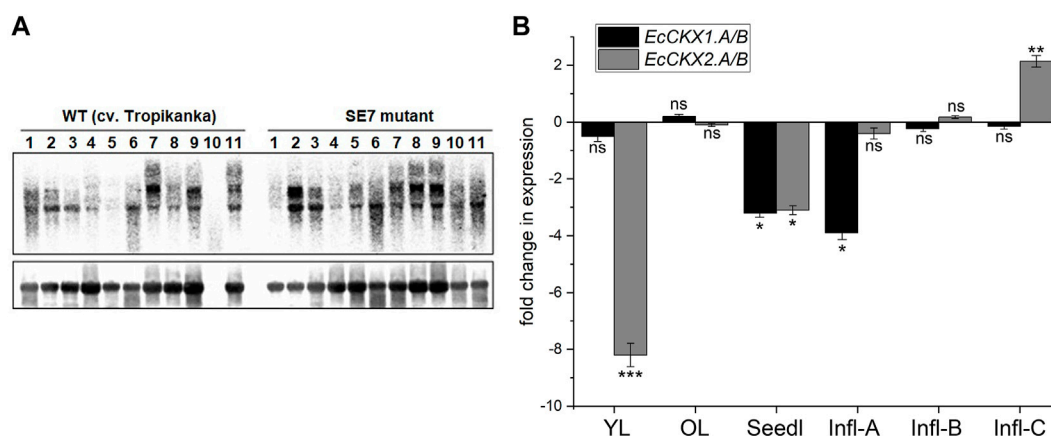 A
WT (cv. Tropikanka) SE7 mutant
1 2 3 4 5 6 7 8 9 10 11 1 2 3 4 5 6 7 8 9 10 11
B
EcCKX1.A/B
EcCKX2.A/B
fold change in expression
2
0
-2
-4
-6
-8
-10
ns
***
ns
ns
*
*
*
ns
ns
ns
ns
**
YL OL Seedl Infl-A Infl-B Infl-C